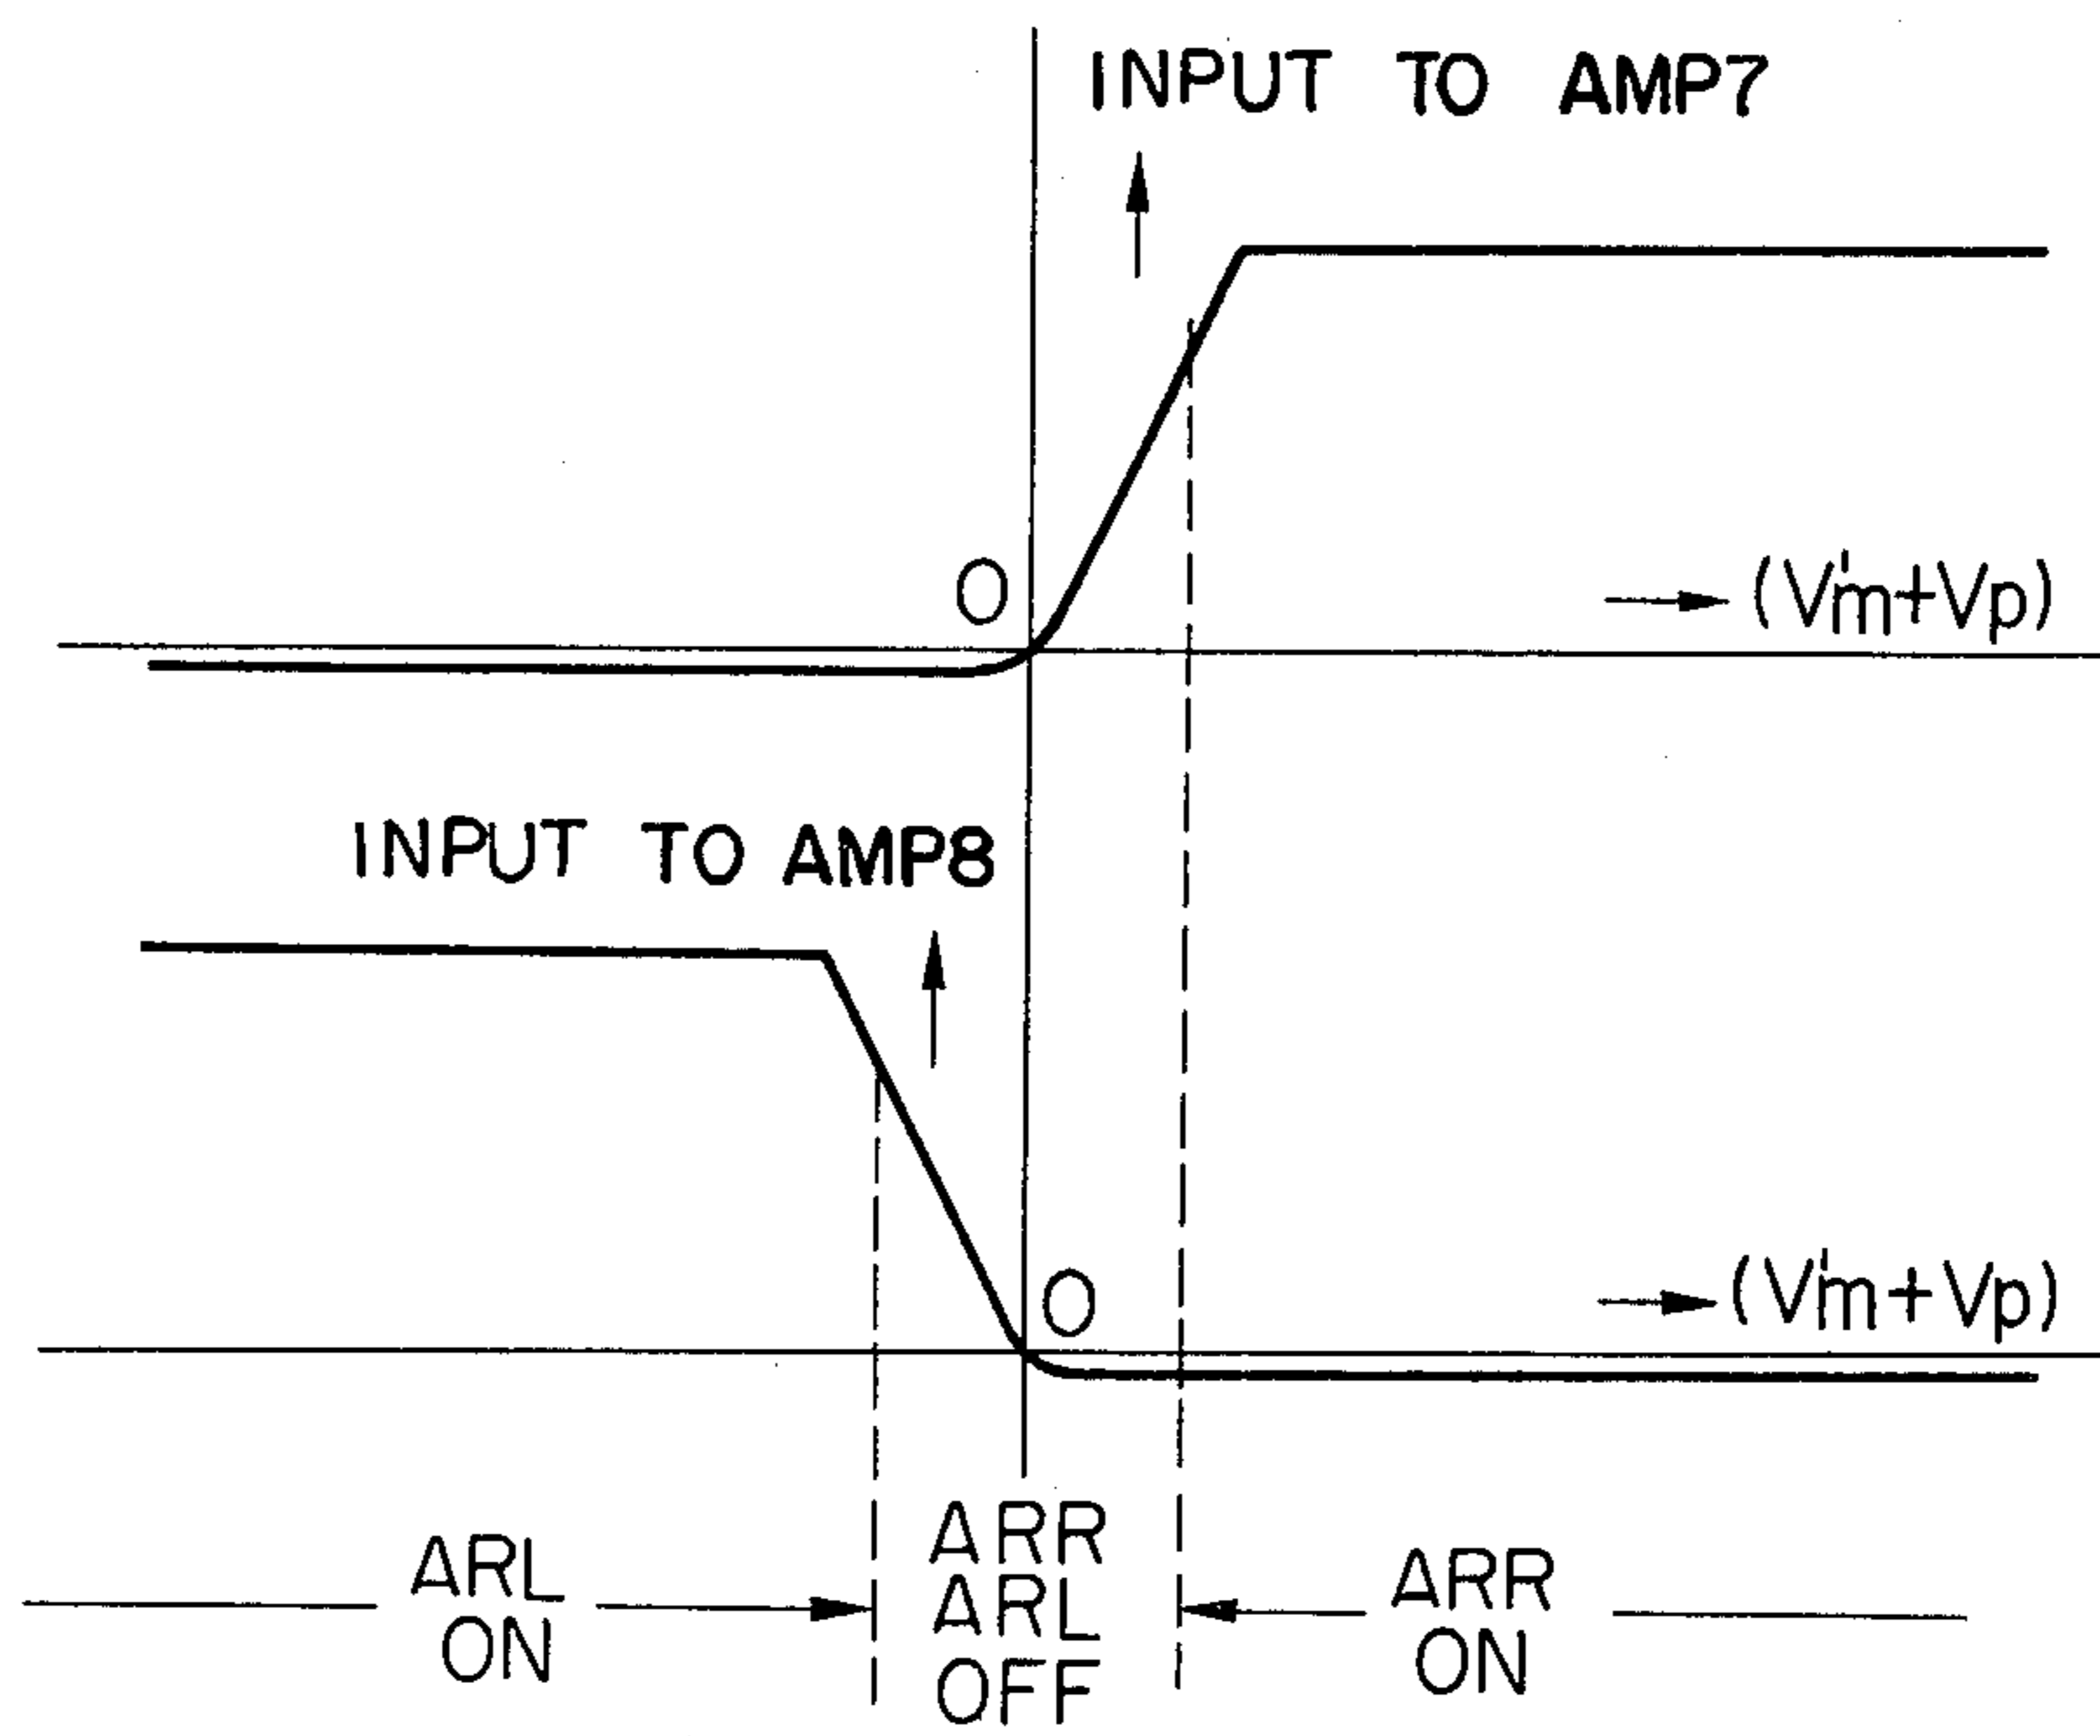 INPUT TO AMP7
O
(V'm+Vp)
INPUT TO AMP8
O
(V'm+Vp)
ARL
ON
ARR
ARL
OFF
ARR
ON